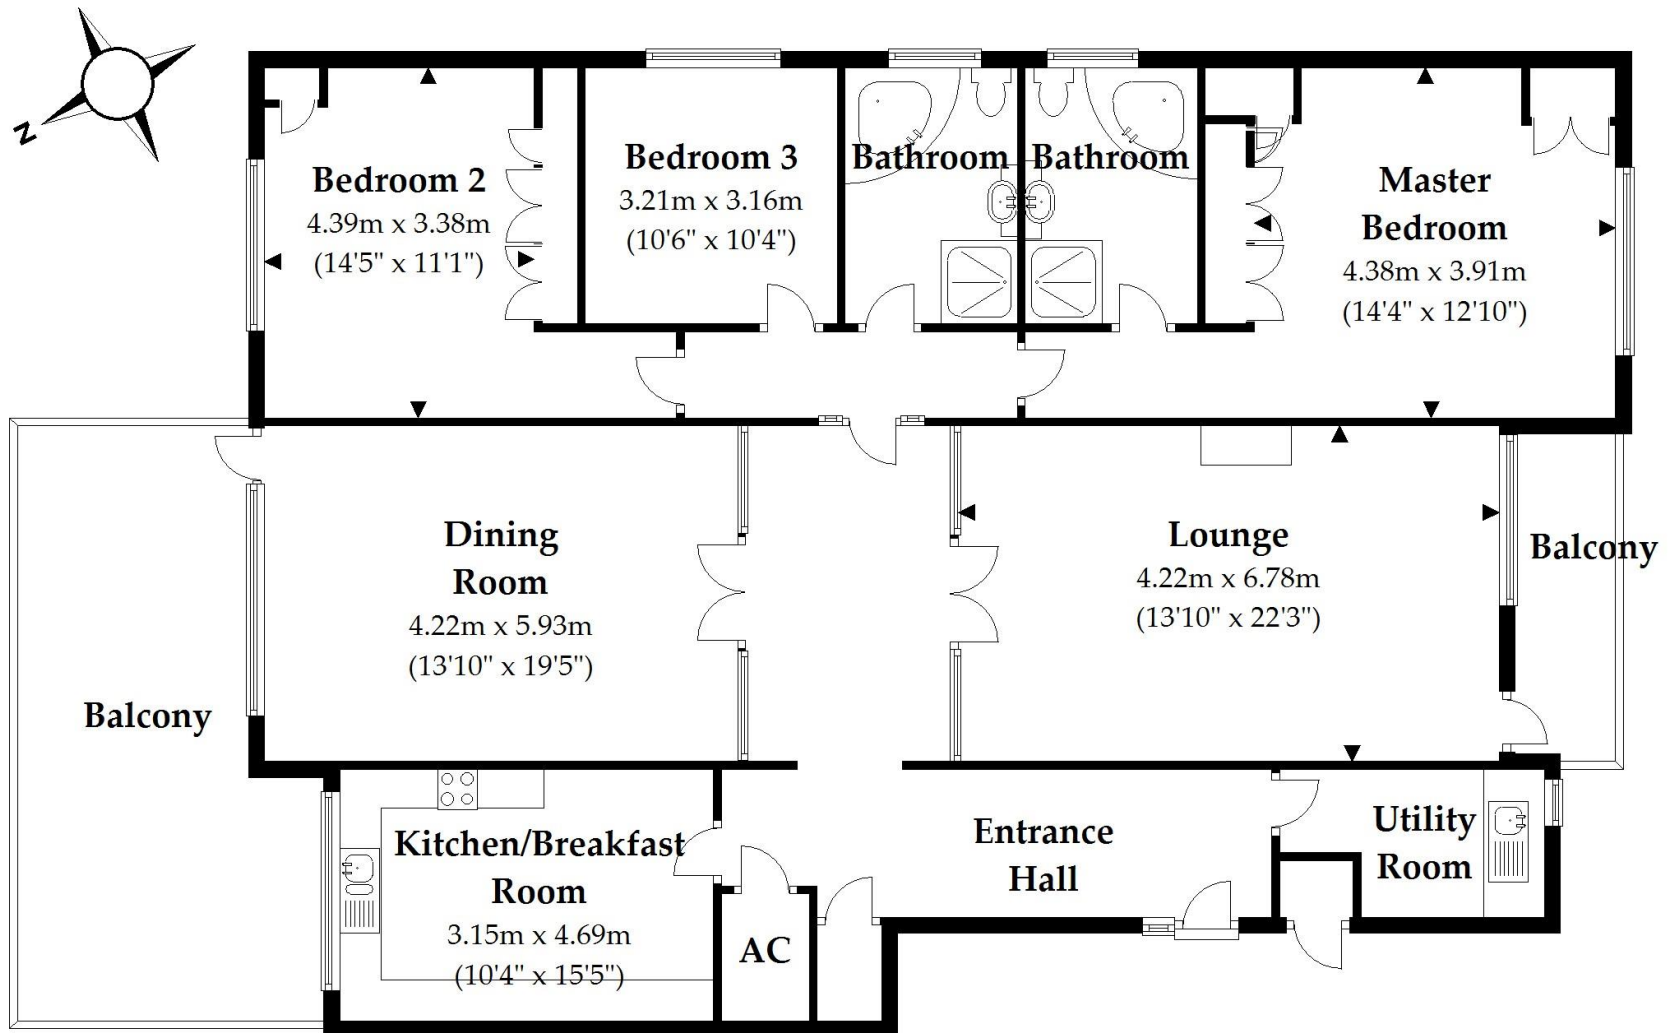 N
Bedroom 2
4.39m x 3.38m
(14'5" x 11'1")
Bedroom 3
3.21m x 3.16m
(10'6" x 10'4")
Bathroom
Bathroom
Master
Bedroom
4.38m x 3.91m
(14'4" x 12'10")
Dining
Room
4.22m x 5.93m
(13'10" x 19'5")
Lounge
4.22m x 6.78m
(13'10" x 22'3")
Balcony
Balcony
Kitchen/Breakfast
Room
3.15m x 4.69m
(10'4" x 15'5")
AC
Entrance
Hall
Utility
Room